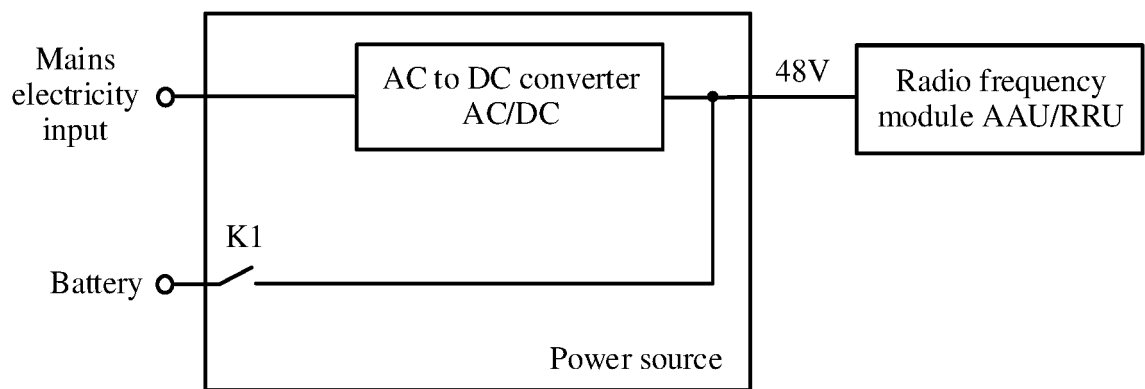 Mains
electricity
input
AC to DC converter
AC/DC
48V
Radio frequency
module AAU/RRU
K1
Battery
Power source